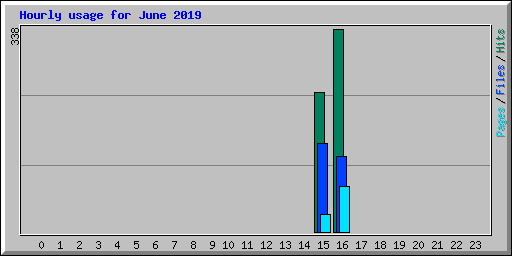 Hourly usage for June 2019
338
Pages/Files/Hits
0 1 2 3 4 5 6 7 8 9 10 11 12 13 14 15 16 17 18 19 20 21 22 23